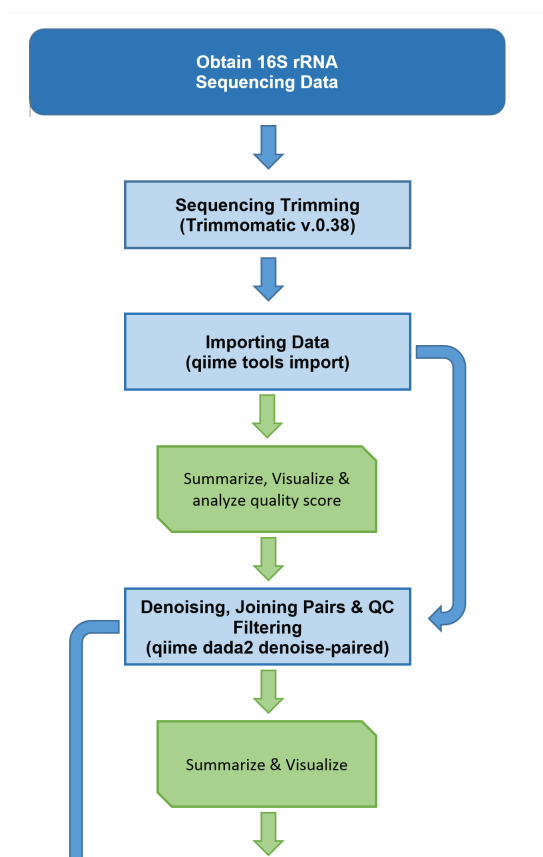 Obtain 16S rRNA
Sequencing Data
Sequencing Trimming
(Trimmomatic v.0.38)
Importing Data
(qiime tools import)
Summarize, Visualize &
analyze quality score
Denoising, Joining Pairs & QC
Filtering
(qiime dada2 denoise-paired)
Summarize & Visualize